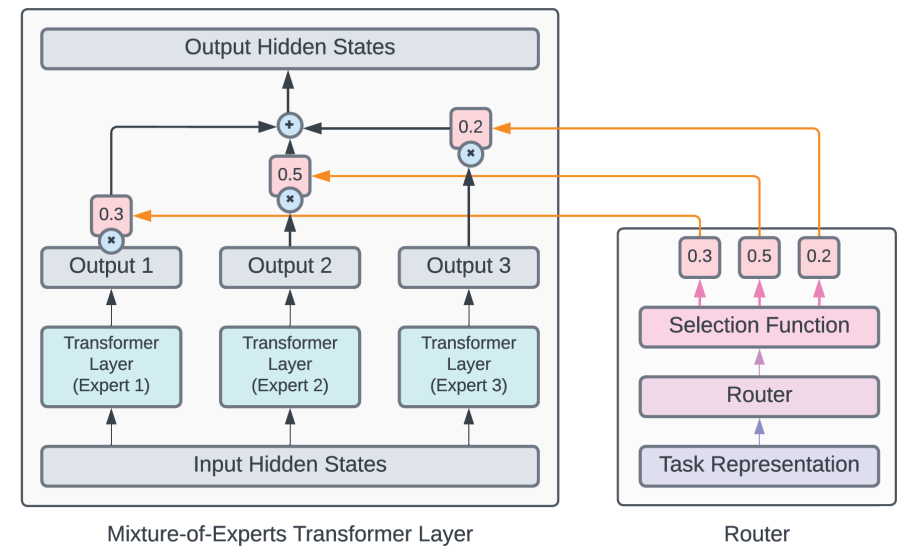 Output Hidden States
+
0.2
×
0.5
×
0.3
×
Output 1
Output 2
Output 3
Transformer
Layer
(Expert 1)
Transformer
Layer
(Expert 2)
Transformer
Layer
(Expert 3)
Input Hidden States
Mixture-of-Experts Transformer Layer
0.3
0.5
0.2
Selection Function
Router
Task Representation
Router